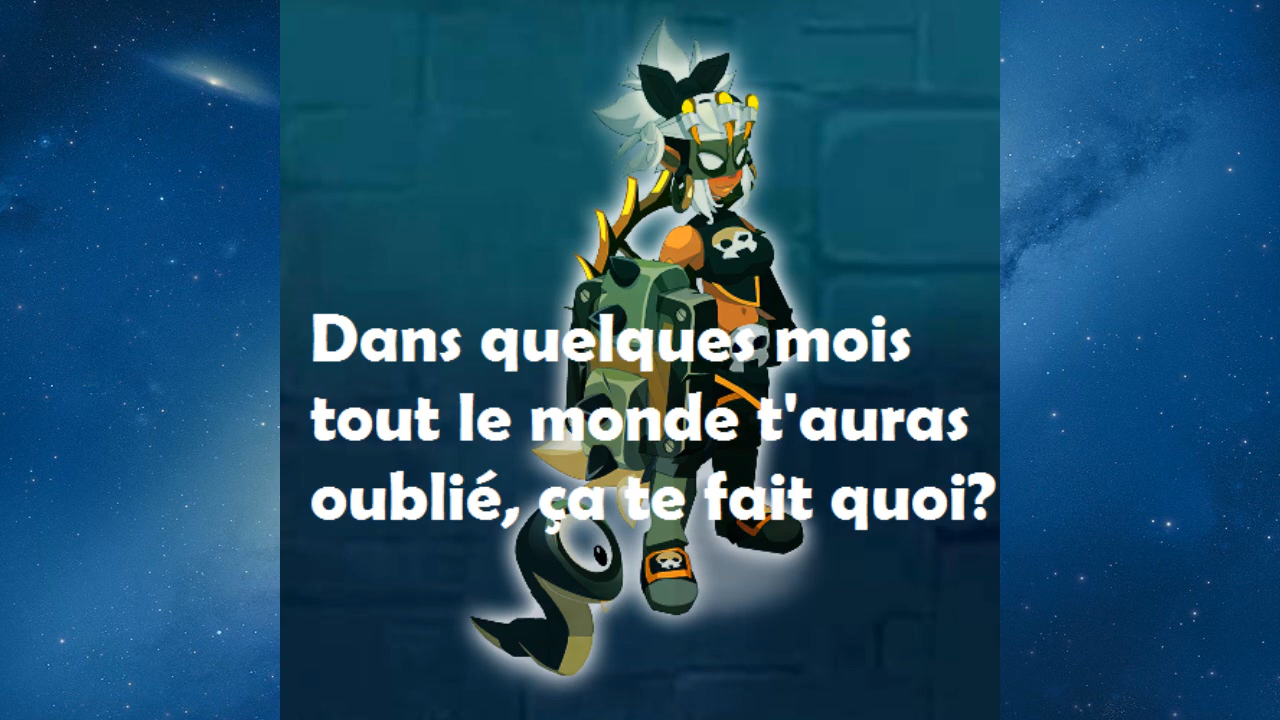 Dans quelques mois
tout le monde t'auras
oublié, ça te fait quoi?